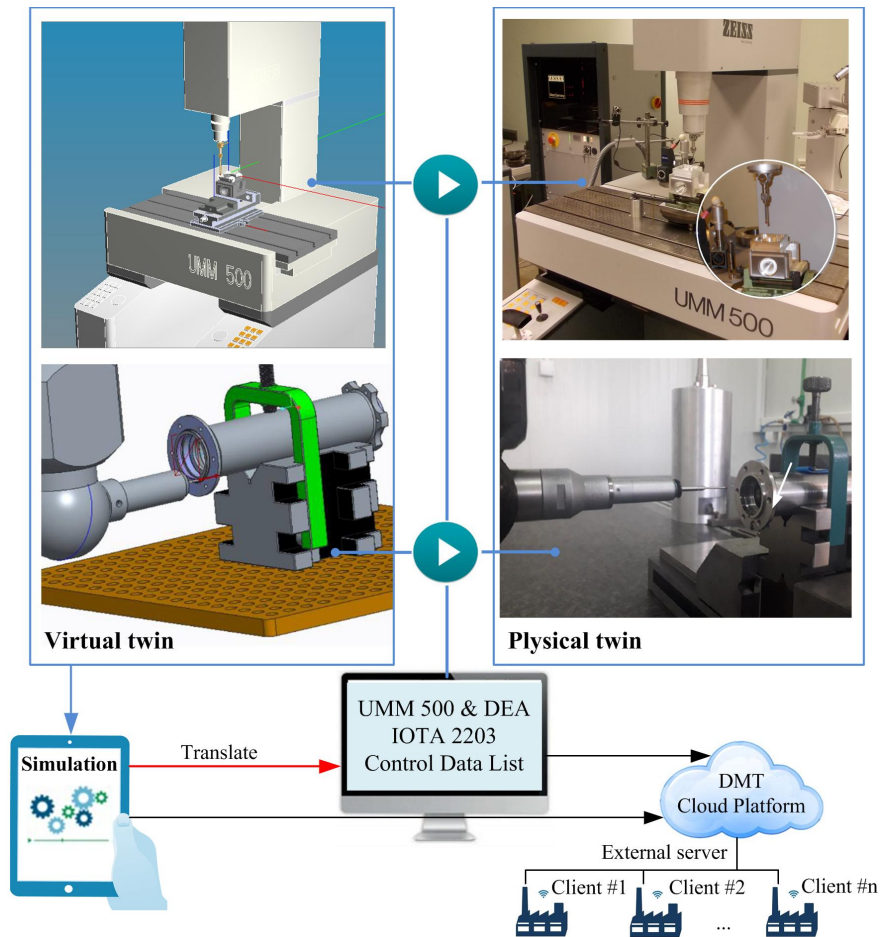 ZEISS
UMM 500
UMM 500
Virtual twin
Plysical twin
Simulation
Translate
UMM 500 & DEA
IOTA 2203
Control Data List
DMT
Cloud Platform
External server
Client #1
Client #2
Client #n
...